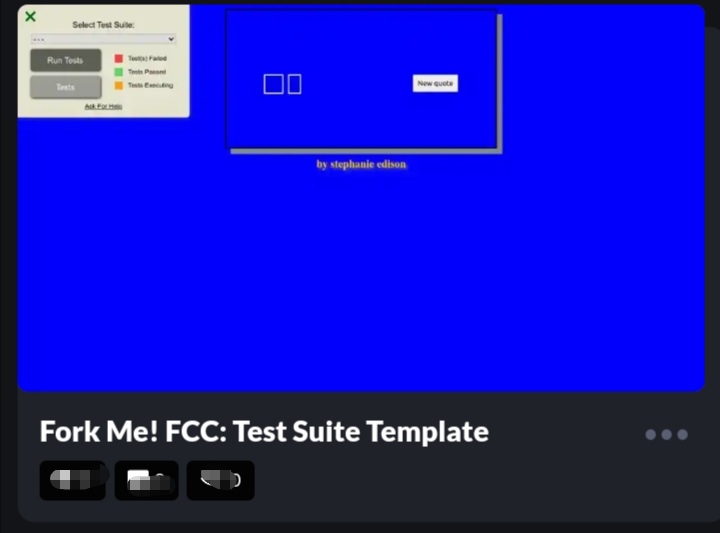 Select Test Suite:
- - -
Run Tests
Test(s) Failed
Tests Passed
Tests
Tests Executing
Ask For Help
New quote
by stephanie edison
Fork Me! FCC: Test Suite Template